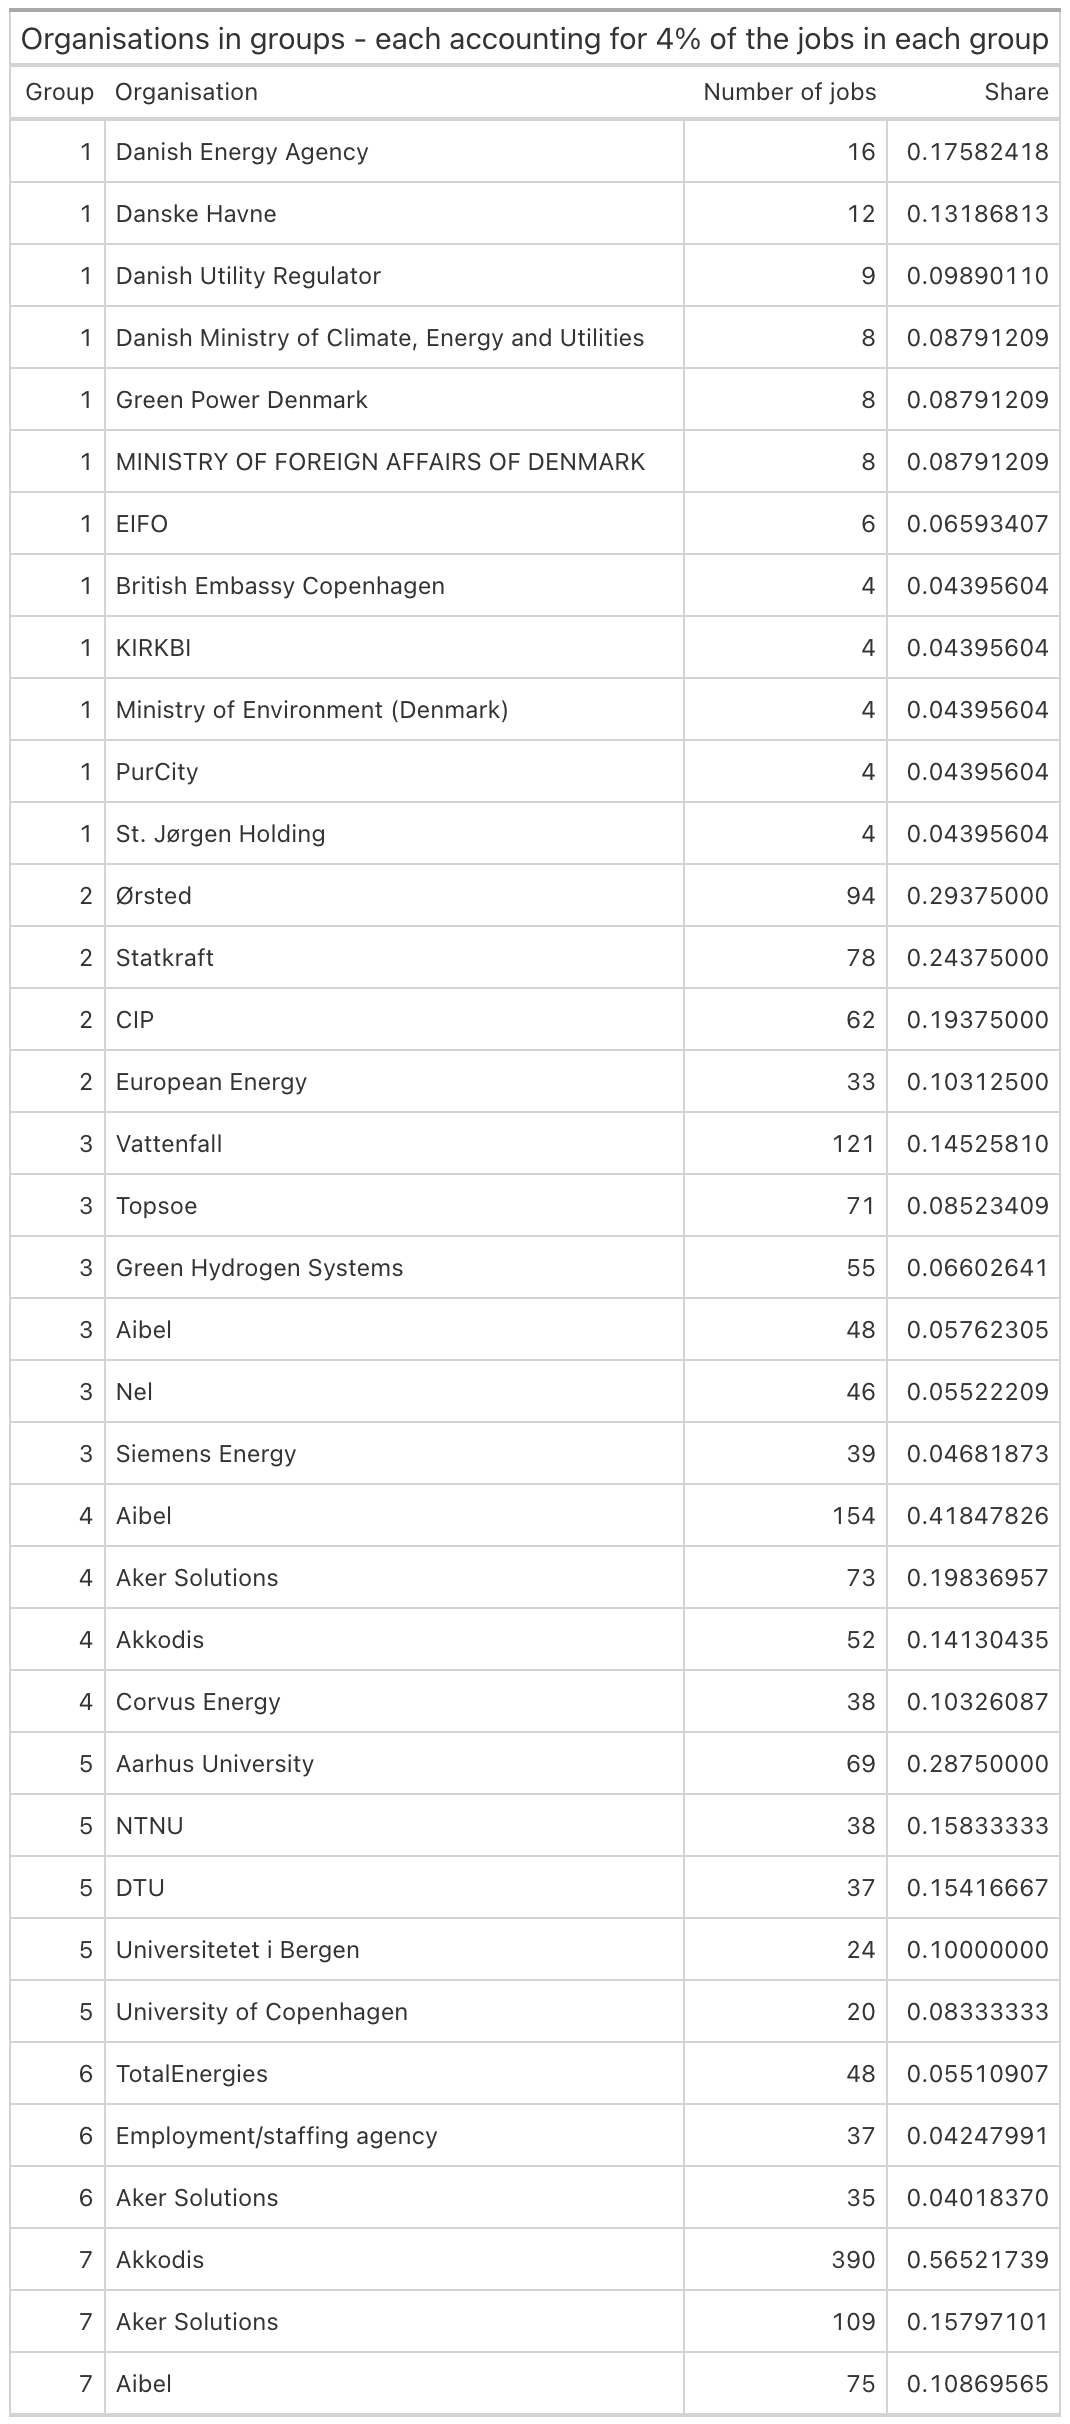 Organisations in groups - each accounting for 4% of the jobs in each group
Group Organisation Number of jobs Share
1 Danish Energy Agency 16 0.17582418
1 Danske Havne 12 0.13186813
1 Danish Utility Regulator 9 0.09890110
1 Danish Ministry of Climate, Energy and Utilities 8 0.08791209
1 Green Power Denmark 8 0.08791209
1 MINISTRY OF FOREIGN AFFAIRS OF DENMARK 8 0.08791209
1 EIFO 6 0.06593407
1 British Embassy Copenhagen 4 0.04395604
1 KIRKBI 4 0.04395604
1 Ministry of Environment (Denmark) 4 0.04395604
1 PurCity 4 0.04395604
1 St. Jørgen Holding 4 0.04395604
2 Ørsted 94 0.29375000
2 Statkraft 78 0.24375000
2 CIP 62 0.19375000
2 European Energy 33 0.10312500
3 Vattenfall 121 0.14525810
3 Topsoe 71 0.08523409
3 Green Hydrogen Systems 55 0.06602641
3 Aibel 48 0.05762305
3 Nel 46 0.05522209
3 Siemens Energy 39 0.04681873
4 Aibel 154 0.41847826
4 Aker Solutions 73 0.19836957
4 Akkodis 52 0.14130435
4 Corvus Energy 38 0.10326087
5 Aarhus University 69 0.28750000
5 NTNU 38 0.15833333
5 DTU 37 0.15416667
5 Universitetet i Bergen 24 0.10000000
5 University of Copenhagen 20 0.08333333
6 TotalEnergies 48 0.05510907
6 Employment/staffing agency 37 0.04247991
6 Aker Solutions 35 0.04018370
7 Akkodis 390 0.56521739
7 Aker Solutions 109 0.15797101
7 Aibel 75 0.10869565